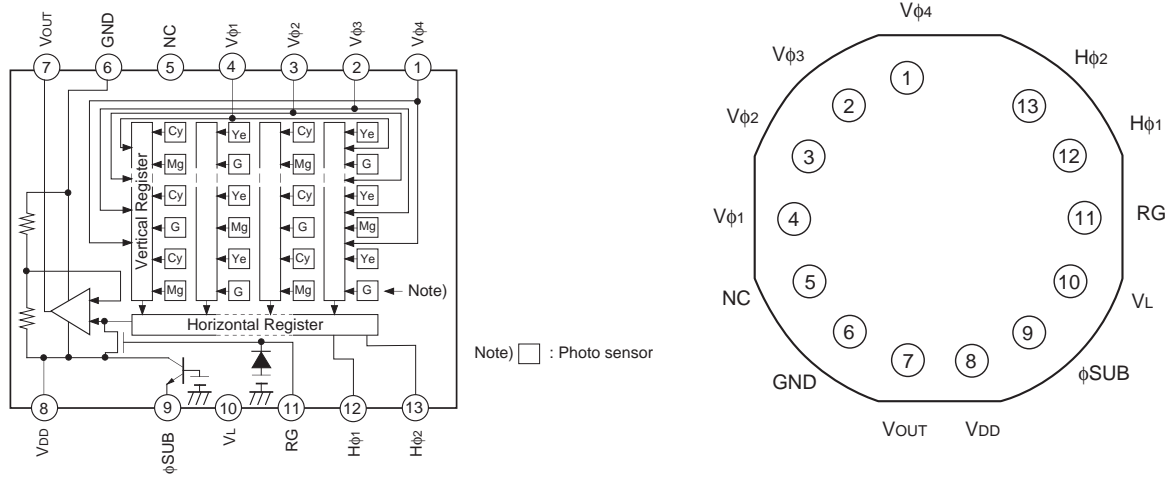 VOUT GND NC Vϕ1 Vϕ2 Vϕ3 Vϕ4
7 6 5 4 3 2 1
Cy Ye Cy Ye
Mg G Mg G
Cy Ye Cy Ye
G Mg G Mg
Cy Ye Cy Ye
Mg G Mg G
Note)
Vertical Register
Horizontal Register
Note) : Photo sensor
8 9 10 11 12 13
VDD ϕSUB VL RG Hϕ1 Hϕ2
Vϕ4
Vϕ3
Hϕ2
Vϕ2
Hϕ1
Vϕ1
RG
NC
VL
GND
ϕSUB
VOUT VDD
1
2
13
3
12
4
11
5
10
6
9
7
8